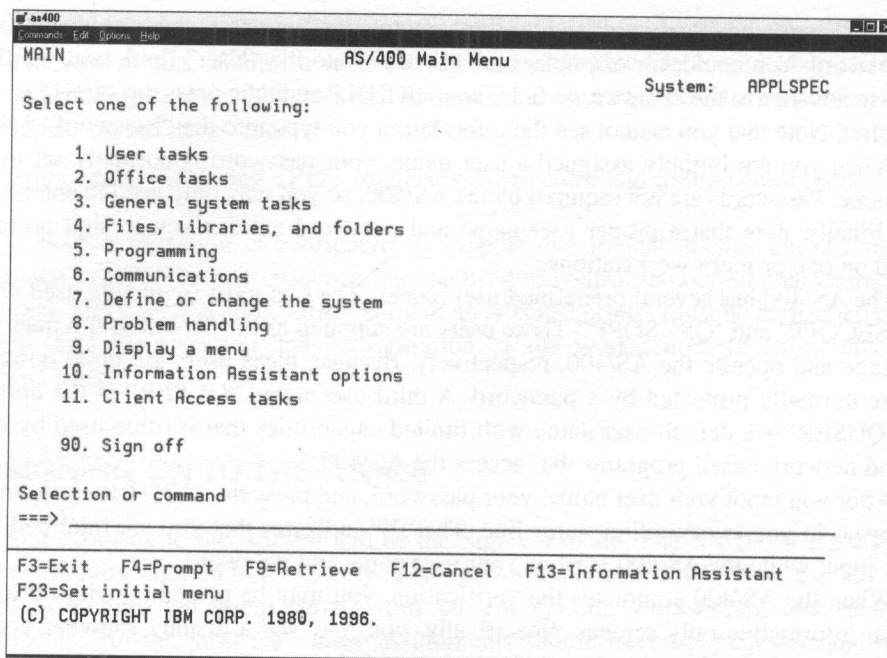 as400
Commands Edit Options Help
MAIN AS/400 Main Menu
System: APPLSPEC
Select one of the following:
1. User tasks
2. Office tasks
3. General system tasks
4. Files, libraries, and folders
5. Programming
6. Communications
7. Define or change the system
8. Problem handling
9. Display a menu
10. Information Assistant options
11. Client Access tasks
90. Sign off
Selection or command
===>
F3=Exit F4=Prompt F9=Retrieve F12=Cancel F13=Information Assistant
F23=Set initial menu
(C) COPYRIGHT IBM CORP. 1980, 1996.